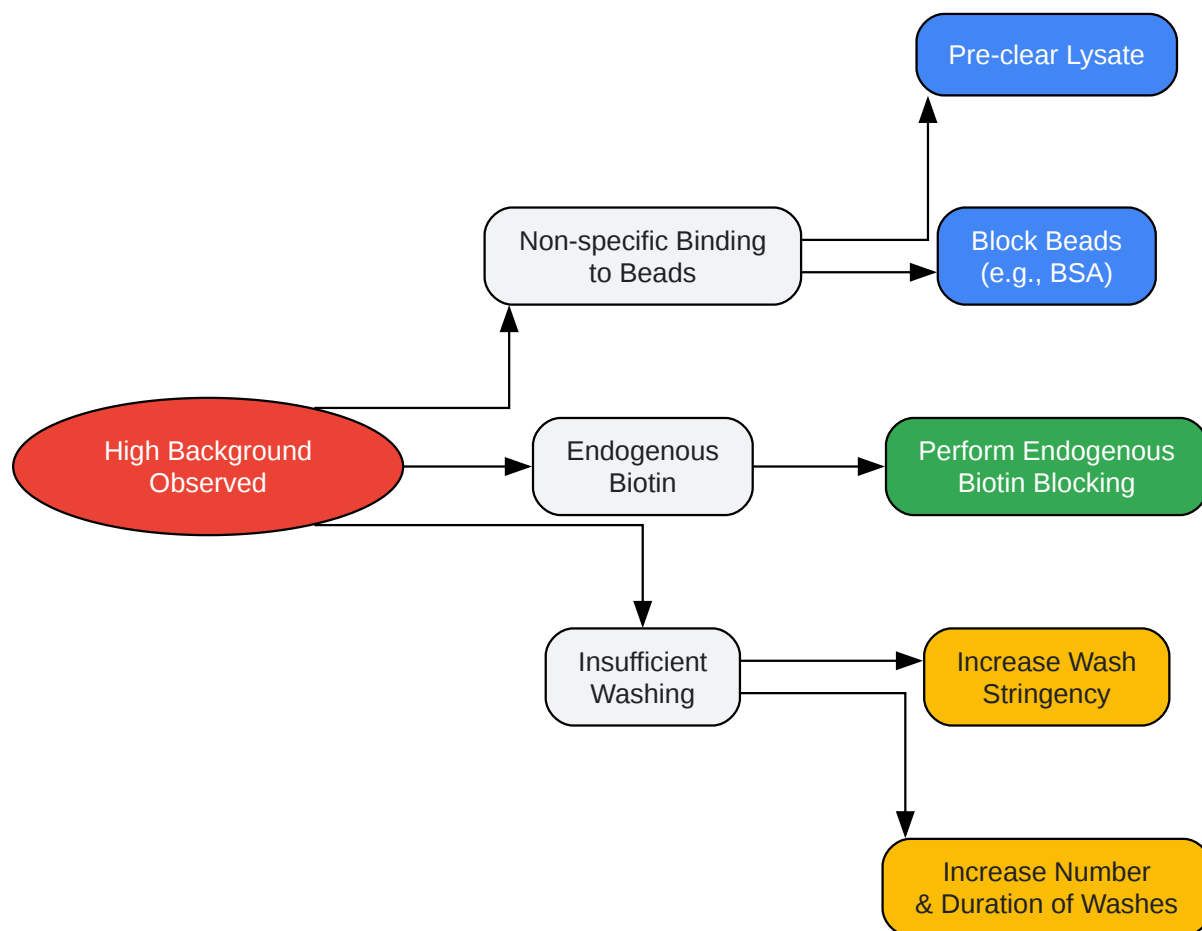 Pre-clear Lysate
Non-specific Binding
to Beads
Block Beads
(e.g., BSA)
High Background
Observed
Endogenous
Biotin
Perform Endogenous
Biotin Blocking
Insufficient
Washing
Increase Wash
Stringency
Increase Number
& Duration of Washes